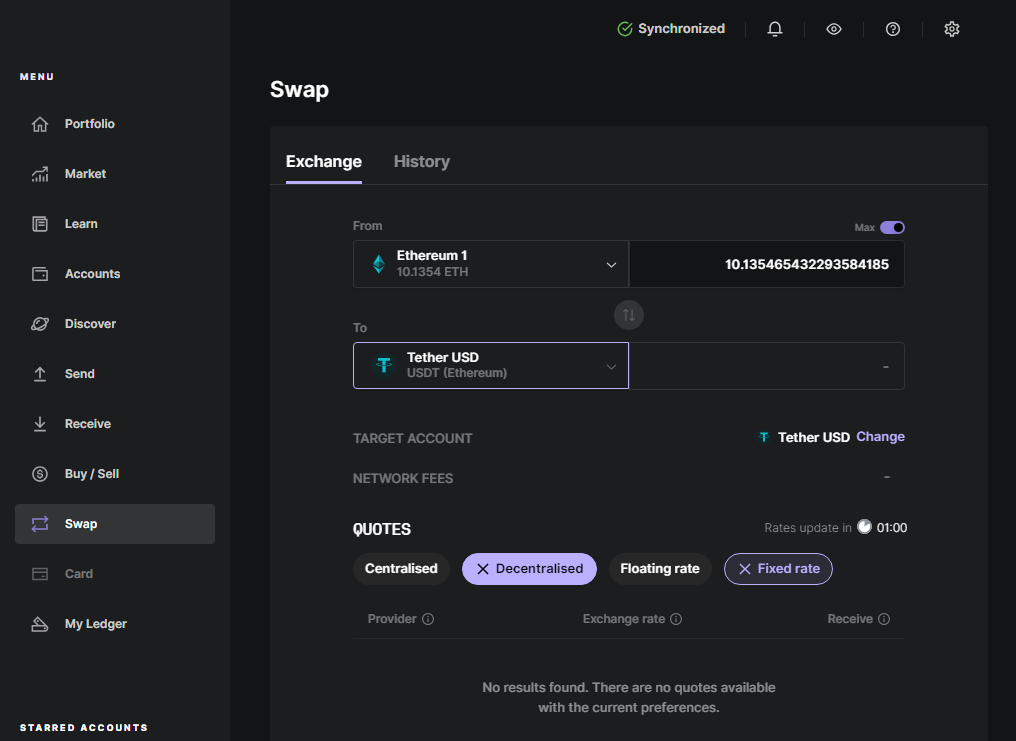 Synchronized
MENU
Portfolio
Market
Learn
Accounts
Discover
Send
Receive
Buy / Sell
Swap
Card
My Ledger
STARRED ACCOUNTS
Swap
Exchange History
From Max
Ethereum 1
10.1354 ETH
10.135465432293584185
To
Tether USD
USDT (Ethereum)
-
TARGET ACCOUNT Tether USD Change
NETWORK FEES -
QUOTES Rates update in 01:00
Centralised Decentralised Floating rate Fixed rate
Provider Exchange rate Receive
No results found. There are no quotes available
with the current preferences.